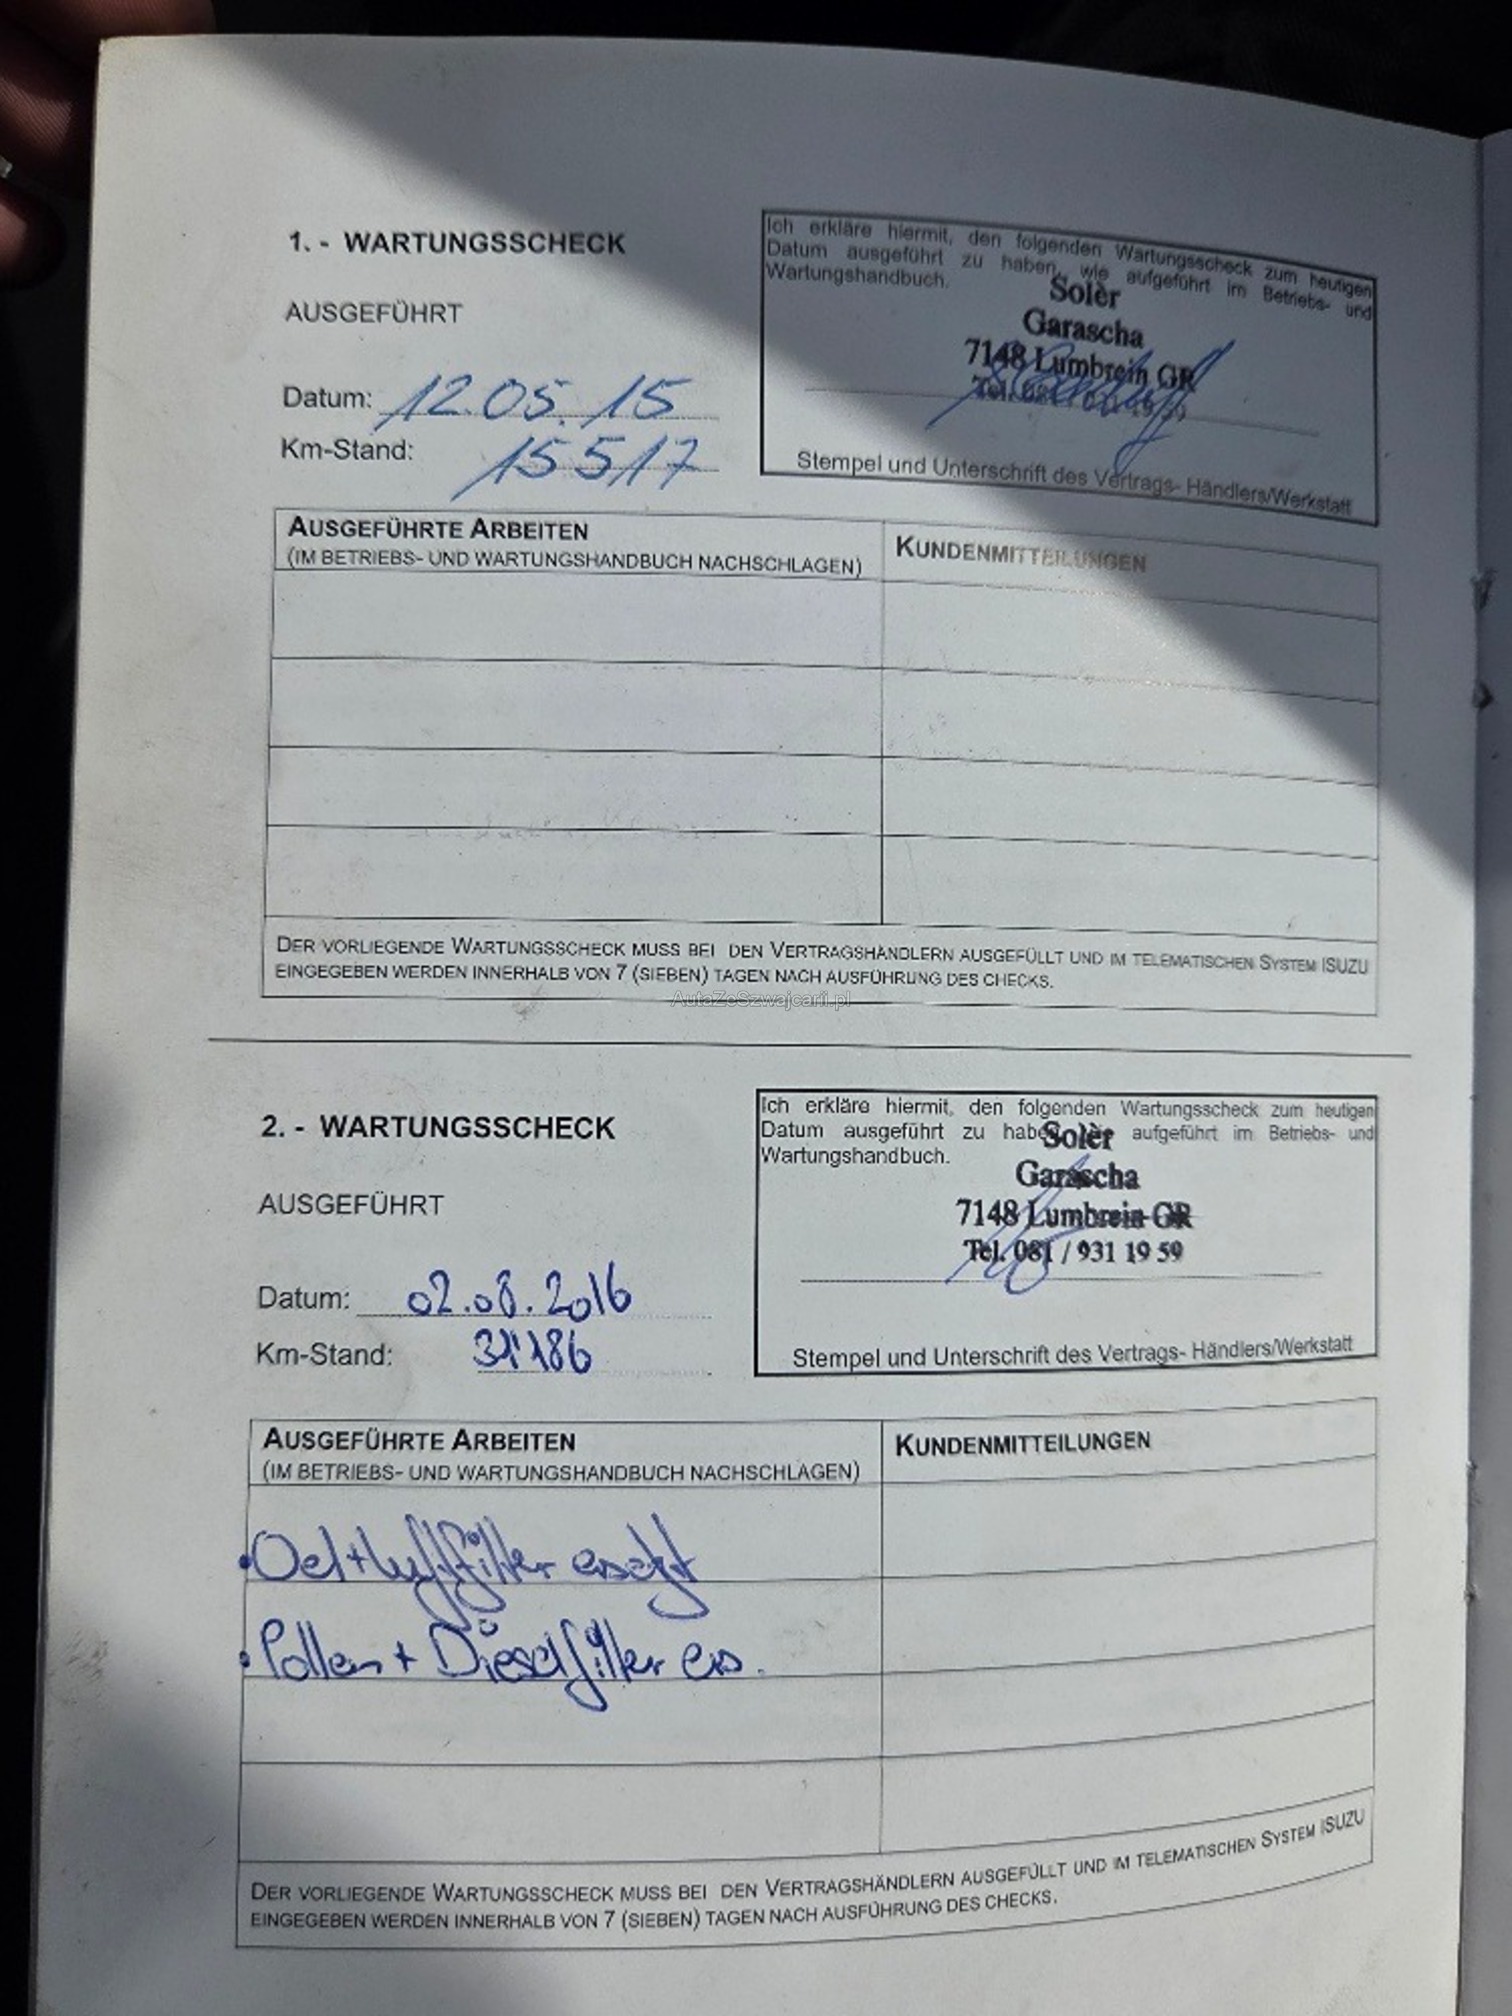 1. - WARTUNGSSCHECK
AUSGEFÜHRT
Datum: 12.05.15
Km-Stand: 15517
Ich erkläre hiermit, den folgenden Wartungsscheck zum heutigen
Datum ausgeführt zu haben, wie aufgeführt im Betriebs- und
Wartungshandbuch.
Solèr
Garascha
7148 Lumbrein GR
Tel. 081
Stempel und Unterschrift des Vertrags- Händlers/Werkstatt
AUSGEFÜHRTE ARBEITEN
(IM BETRIEBS- UND WARTUNGSHANDBUCH NACHSCHLAGEN)
KUNDENMITTEILUNGEN
DER VORLIEGENDE WARTUNGSSCHECK MUSS BEI DEN VERTRAGSHÄNDLERN AUSGEFÜLLT UND IM TELEMATISCHEN SYSTEM ISUZU
EINGEGEBEN WERDEN INNERHALB VON 7 (SIEBEN) TAGEN NACH AUSFÜHRUNG DES CHECKS.
AutaZeSzwajcarii.pl
2. - WARTUNGSSCHECK
AUSGEFÜHRT
Datum: 02.08.2016
Km-Stand: 31'186
Ich erkläre hiermit, den folgenden Wartungsscheck zum heutigen
Datum ausgeführt zu aufgeführt im Betriebs- und
Wartungshandbuch.
Solèr
Garascha
7148 Lumbrein GR
Tel. 081 / 931 19 59
Stempel und Unterschrift des Vertrags- Händlers/Werkstatt
AUSGEFÜHRTE ARBEITEN
(IM BETRIEBS- UND WARTUNGSHANDBUCH NACHSCHLAGEN)
KUNDENMITTEILUNGEN
• Oel + Luftfilter
• Pollen + Dieselfilter ers.
DER VORLIEGENDE WARTUNGSSCHECK MUSS BEI DEN VERTRAGSHÄNDLERN AUSGEFÜLLT UND IM TELEMATISCHEN SYSTEM ISUZU
EINGEGEBEN WERDEN INNERHALB VON 7 (SIEBEN) TAGEN NACH AUSFÜHRUNG DES CHECKS.